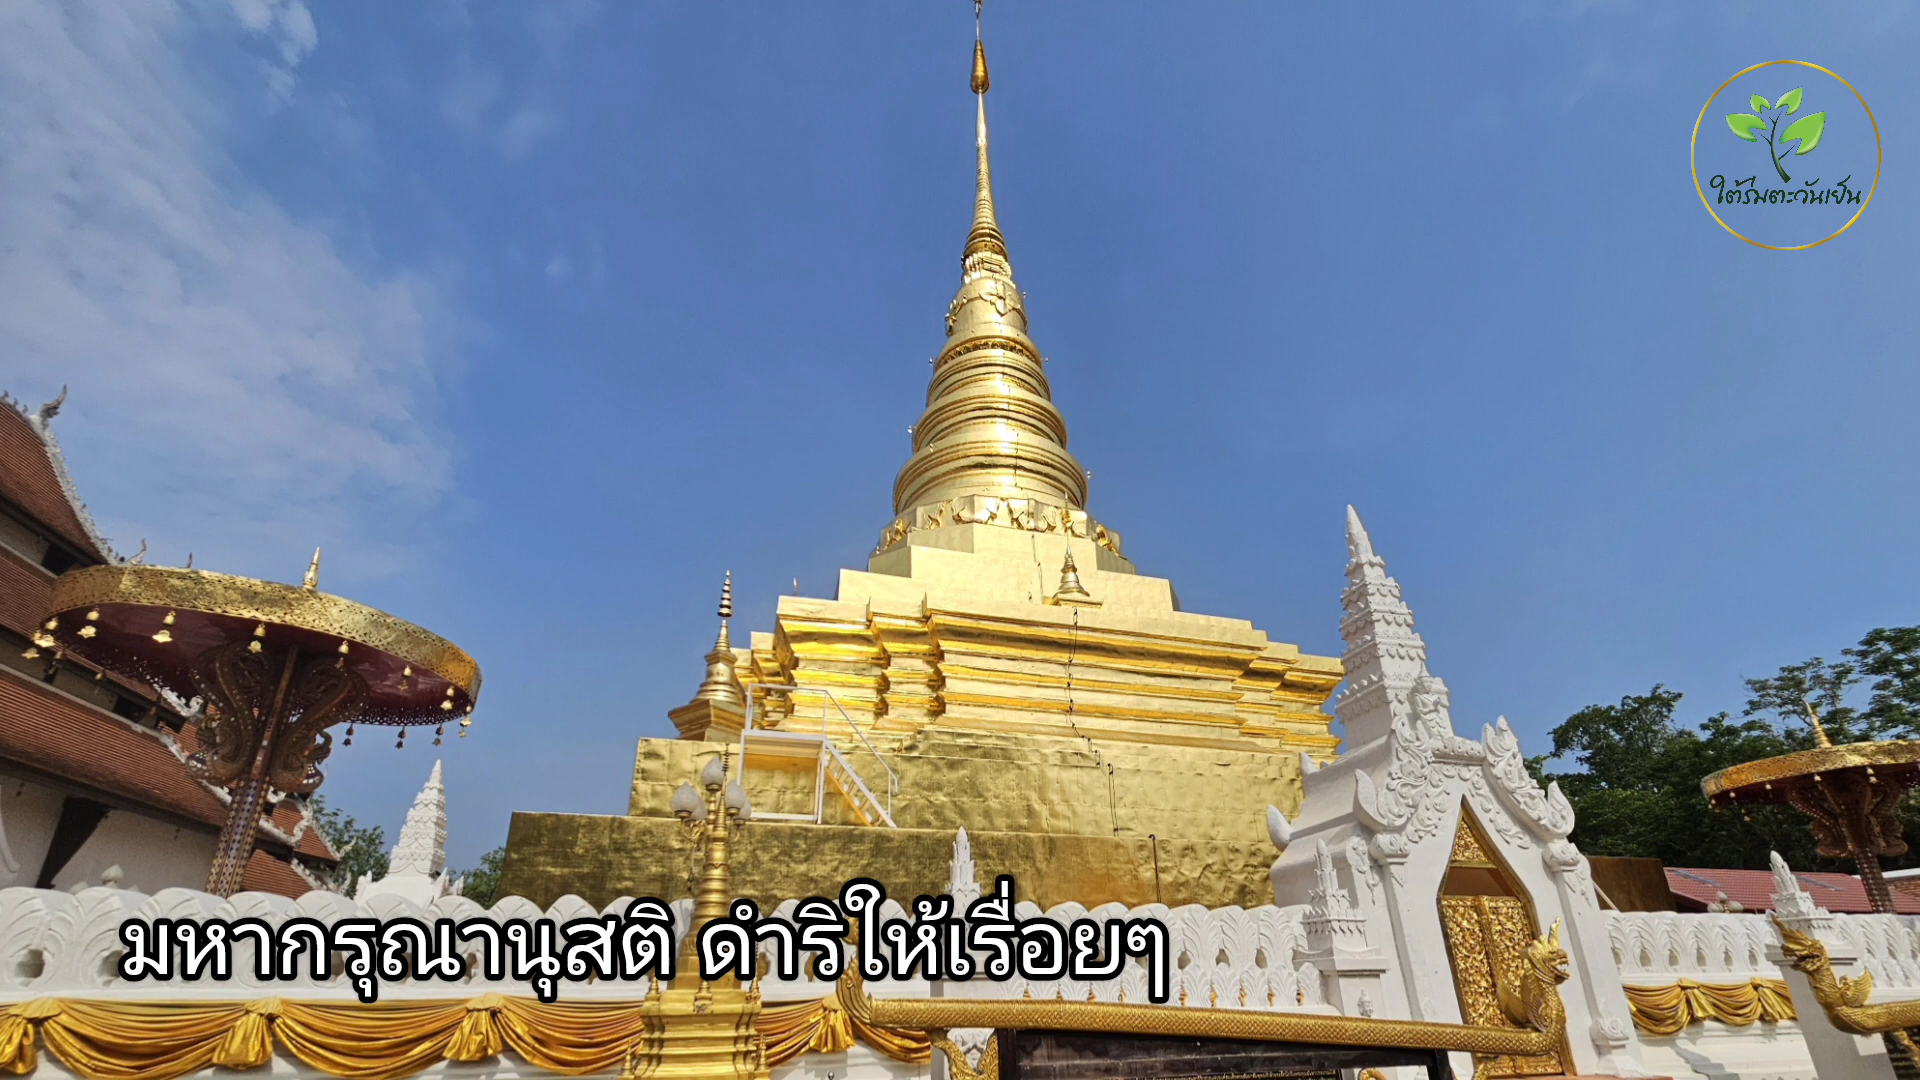 ใต้ร่มตะวันเย็น
มหากรุณานุสติ ดำริให้เรื่อยๆ